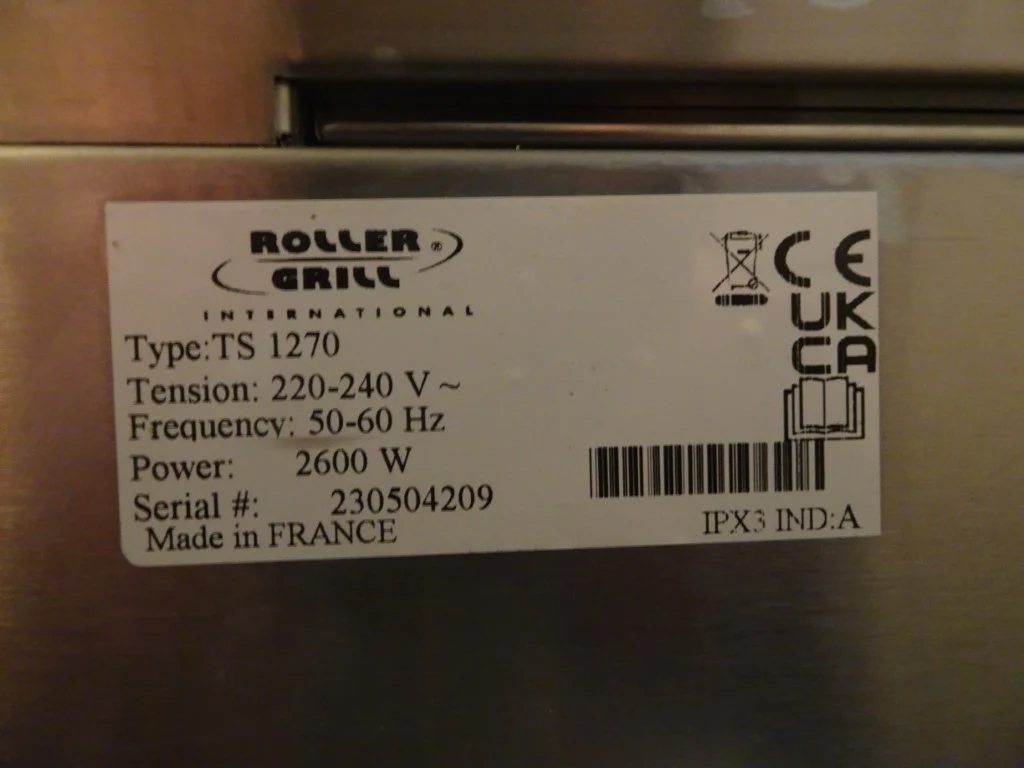 ROLLER ®
GRILL
INTERNATIONAL
CE
UK
CA
Type:TS 1270
Tension: 220-240 V ~
Frequency: 50-60 Hz
Power: 2600 W
Serial #: 230504209
Made in FRANCE
IPX3 IND:A